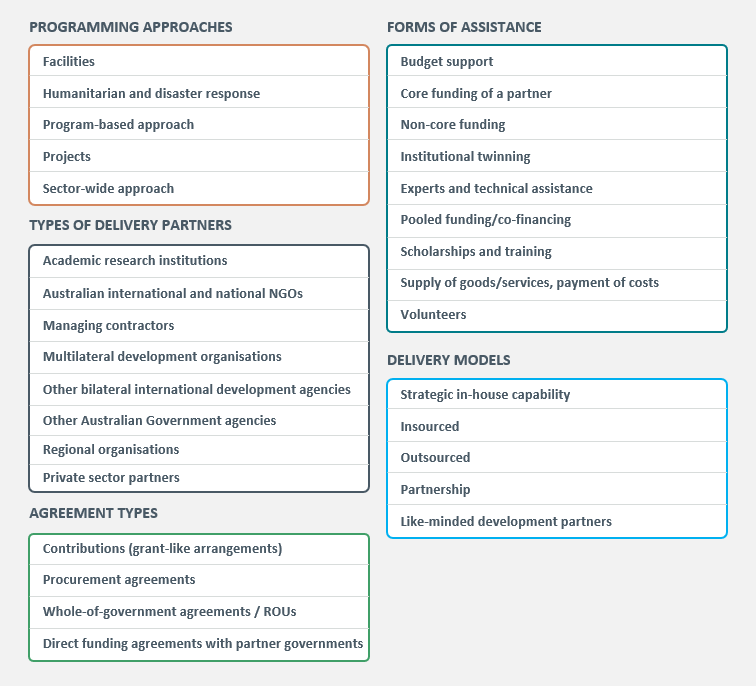 PROGRAMMING APPROACHES
Facilities
Humanitarian and disaster response
Program-based approach
Projects
Sector-wide approach
TYPES OF DELIVERY PARTNERS
Academic research institutions
Australian international and national NGOs
Managing contractors
Multilateral development organisations
Other bilateral international development agencies
Other Australian Government agencies
Regional organisations
Private sector partners
AGREEMENT TYPES
Contributions (grant-like arrangements)
Procurement agreements
Whole-of-government agreements / ROUs
Direct funding agreements with partner governments
FORMS OF ASSISTANCE
Budget support
Core funding of a partner
Non-core funding
Institutional twinning
Experts and technical assistance
Pooled funding/co-financing
Scholarships and training
Supply of goods/services, payment of costs
Volunteers
DELIVERY MODELS
Strategic in-house capability
Insourced
Outsourced
Partnership
Like-minded development partners